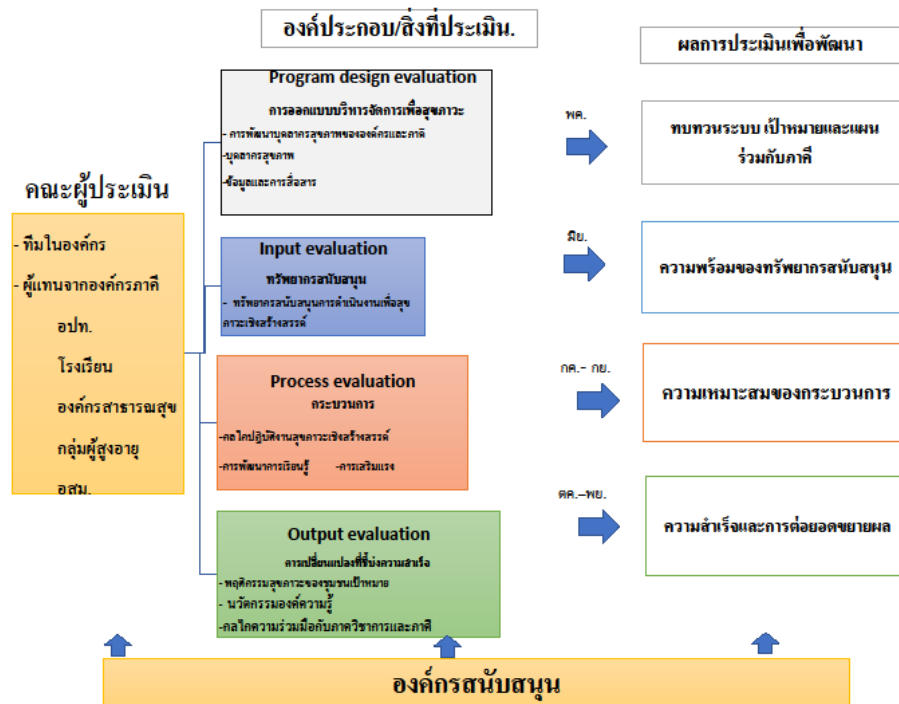 องค์ประกอบ/สิ่งที่ประเมิน.
ผลการประเมินเพื่อพัฒนา
คณะผู้ประเมิน
- ทีมในองค์กร
- ผู้แทนจากองค์กรภาคี
อปท.
โรงเรียน
องค์กรสาธารณสุข
กลุ่มผู้สูงอายุ
อสม.
Program design evaluation
การออกแบบบริหารจัดการเพื่อสุขภาวะ
- การพัฒนาบุคลากรสุขภาพขององค์กรและภาคี
-บุคลากรสุขภาพ
-ข้อมูลและการสื่อสาร
พค.
ทบทวนระบบ เป้าหมายและแผน
ร่วมกับภาคี
Input evaluation
ทรัพยากรสนับสนุน
- ทรัพยากรสนับสนุนการดำเนินงานเพื่อสุข
ภาวะเชิงสร้างสรรค์
มิย.
ความพร้อมของทรัพยากรสนับสนุน
Process evaluation
กระบวนการ
-กลไกปฏิบัติงานสุขภาวะเชิงสร้างสรรค์
-การพัฒนาการเรียนรู้ -การเสริมแรง
กค.- กย.
ความเหมาะสมของกระบวนการ
Output evaluation
การเปลี่ยนแปลงที่ชี้บ่งความสำเร็จ
- พฤติกรรมสุขภาวะของชุมชนเป้าหมาย
- นวัตกรรมองค์ความรู้
-กลไกความร่วมมือกับภาควิชาการและภาคี
ตค.–พย.
ความสำเร็จและการต่อยอดขยายผล
องค์กรสนับสนุน